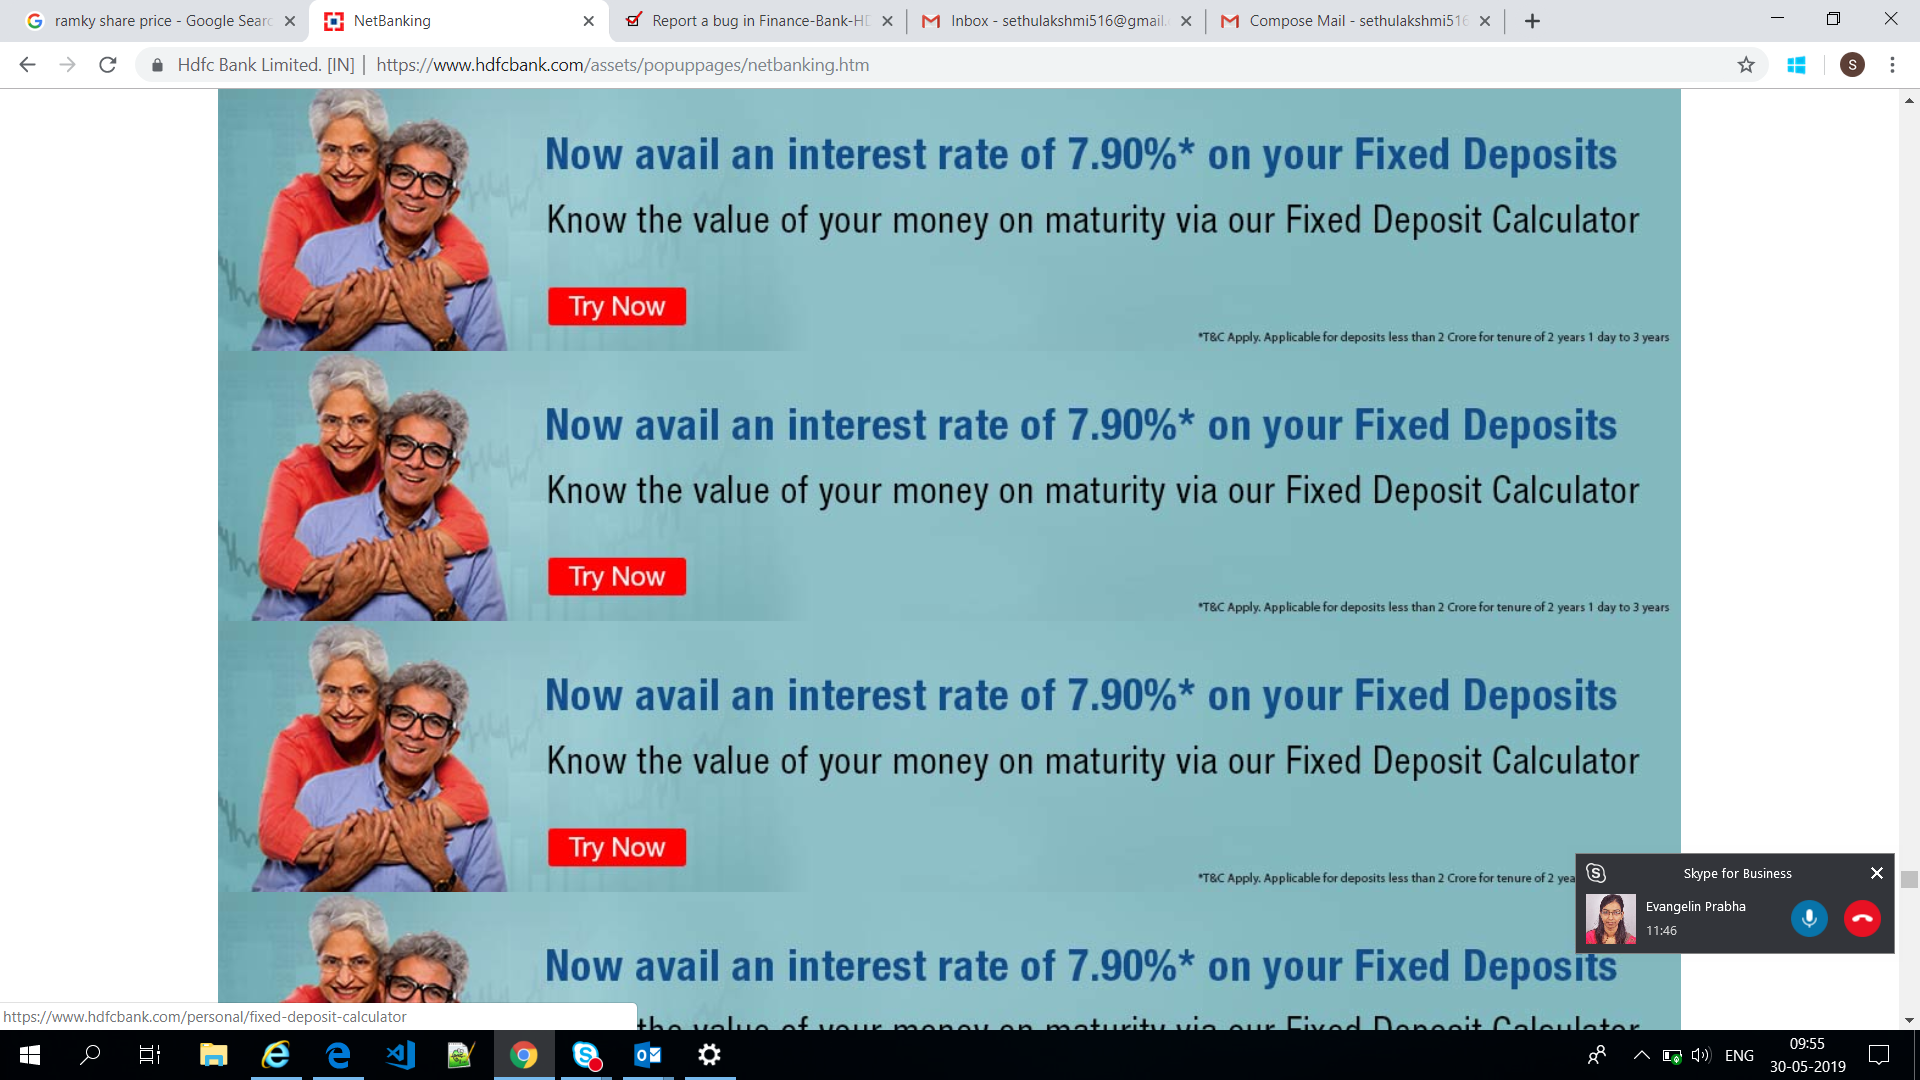 ramky share price - Google Searc
NetBanking
Report a bug in Finance-Bank-HD
Inbox - sethulakshmi516@gmail.
Compose Mail - sethulakshmi516
Hdfc Bank Limited. [IN] | https://www.hdfcbank.com/assets/popuppages/netbanking.htm
S
Now avail an interest rate of 7.90%* on your Fixed Deposits
Know the value of your money on maturity via our Fixed Deposit Calculator
Try Now
*T&C Apply. Applicable for deposits less than 2 Crore for tenure of 2 years 1 day to 3 years
Now avail an interest rate of 7.90%* on your Fixed Deposits
Know the value of your money on maturity via our Fixed Deposit Calculator
Try Now
*T&C Apply. Applicable for deposits less than 2 Crore for tenure of 2 years 1 day to 3 years
Now avail an interest rate of 7.90%* on your Fixed Deposits
Know the value of your money on maturity via our Fixed Deposit Calculator
Try Now
*T&C Apply. Applicable for deposits less than 2 Crore for tenure of 2 yea
Skype for Business
Evangelin Prabha
11:46
Now avail an interest rate of 7.90%* on your Fixed Deposits
the value of your money on maturity via our Fixed Deposit Calculator
https://www.hdfcbank.com/personal/fixed-deposit-calculator
ENG
09:55
30-05-2019